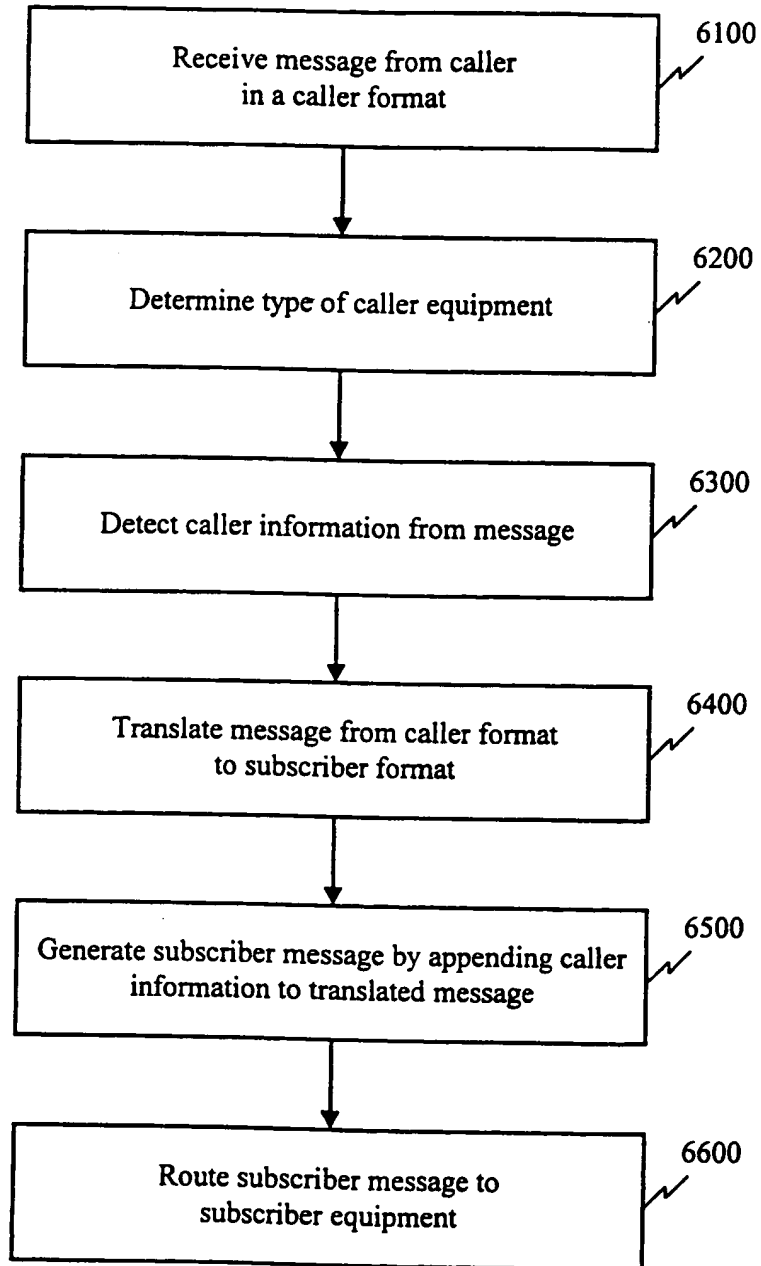 Receive message from caller
in a caller format
6100
Determine type of caller equipment
6200
Detect caller information from message
6300
Translate message from caller format
to subscriber format
6400
Generate subscriber message by appending caller
information to translated message
6500
Route subscriber message to
subscriber equipment
6600